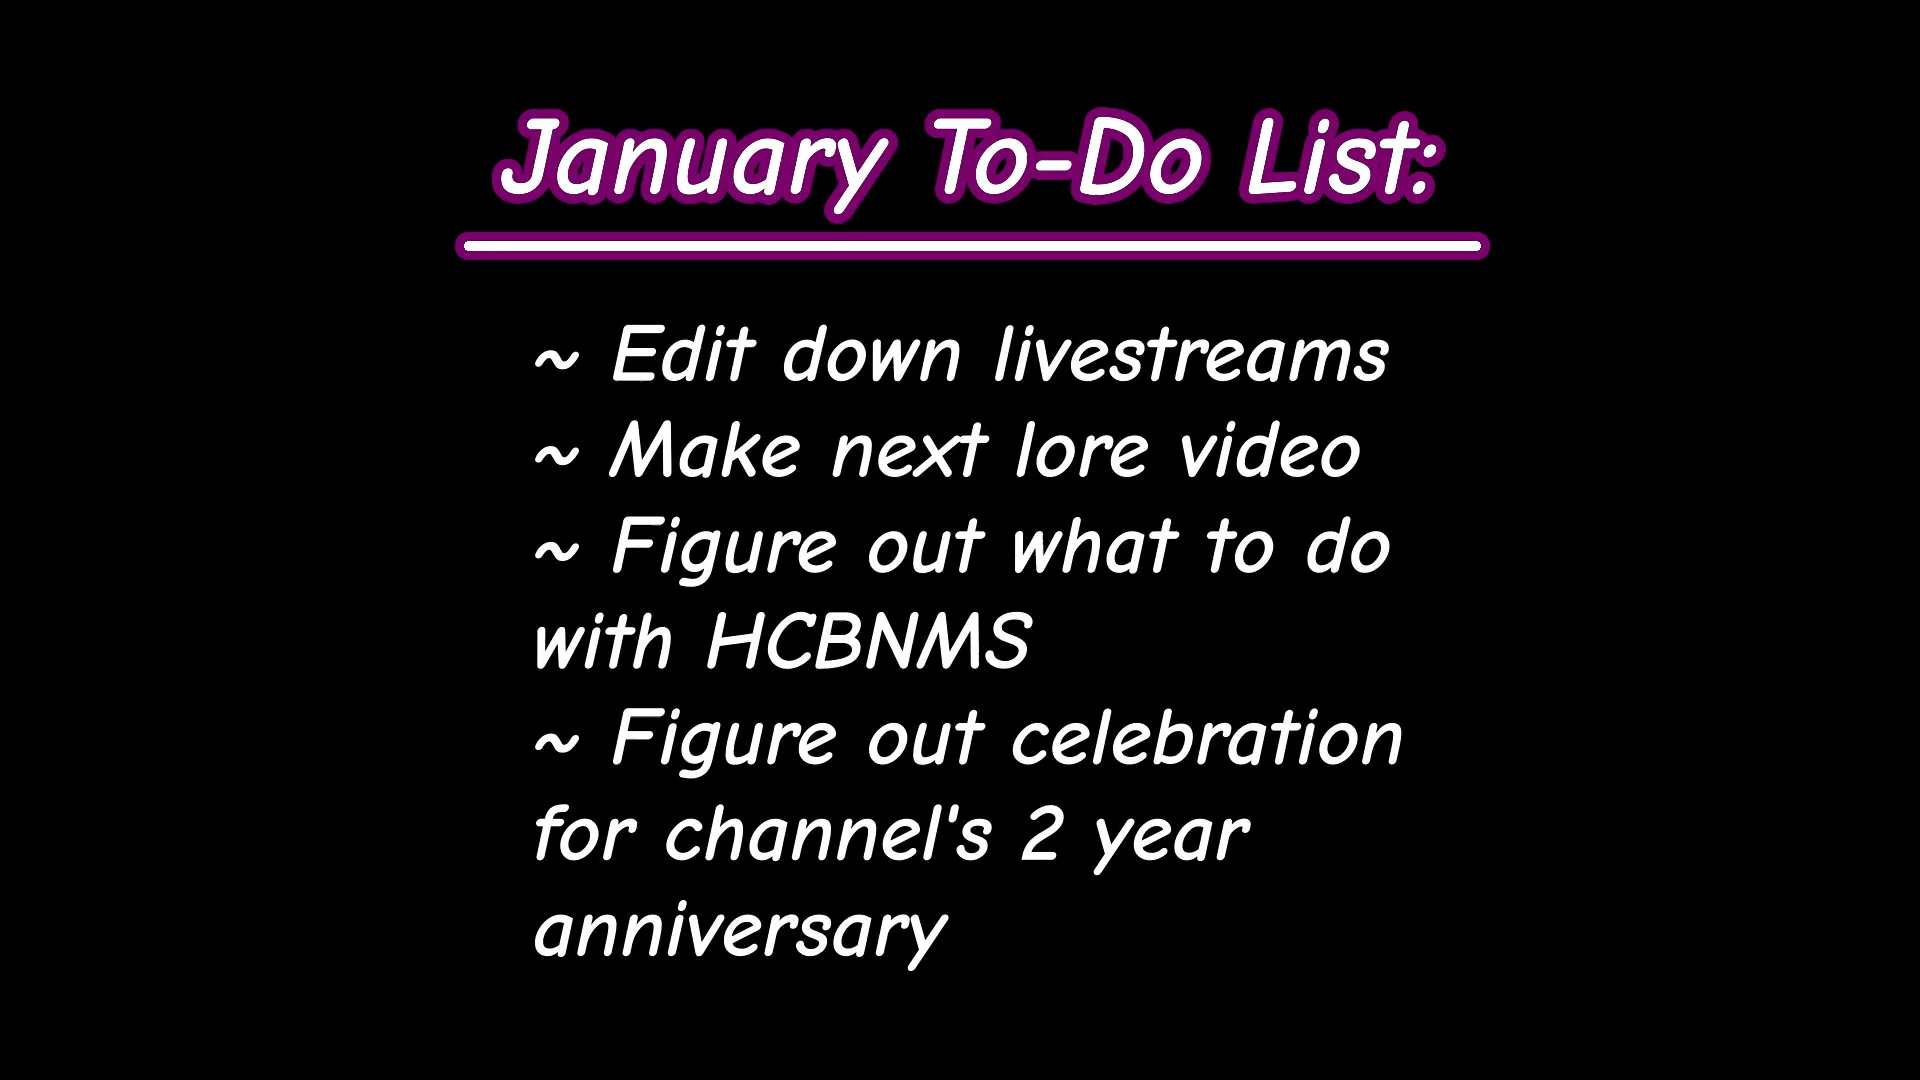 January To-Do List:
~ Edit down livestreams
~ Make next lore video
~ Figure out what to do
with HCBNMS
~ Figure out celebration
for channel's 2 year
anniversary